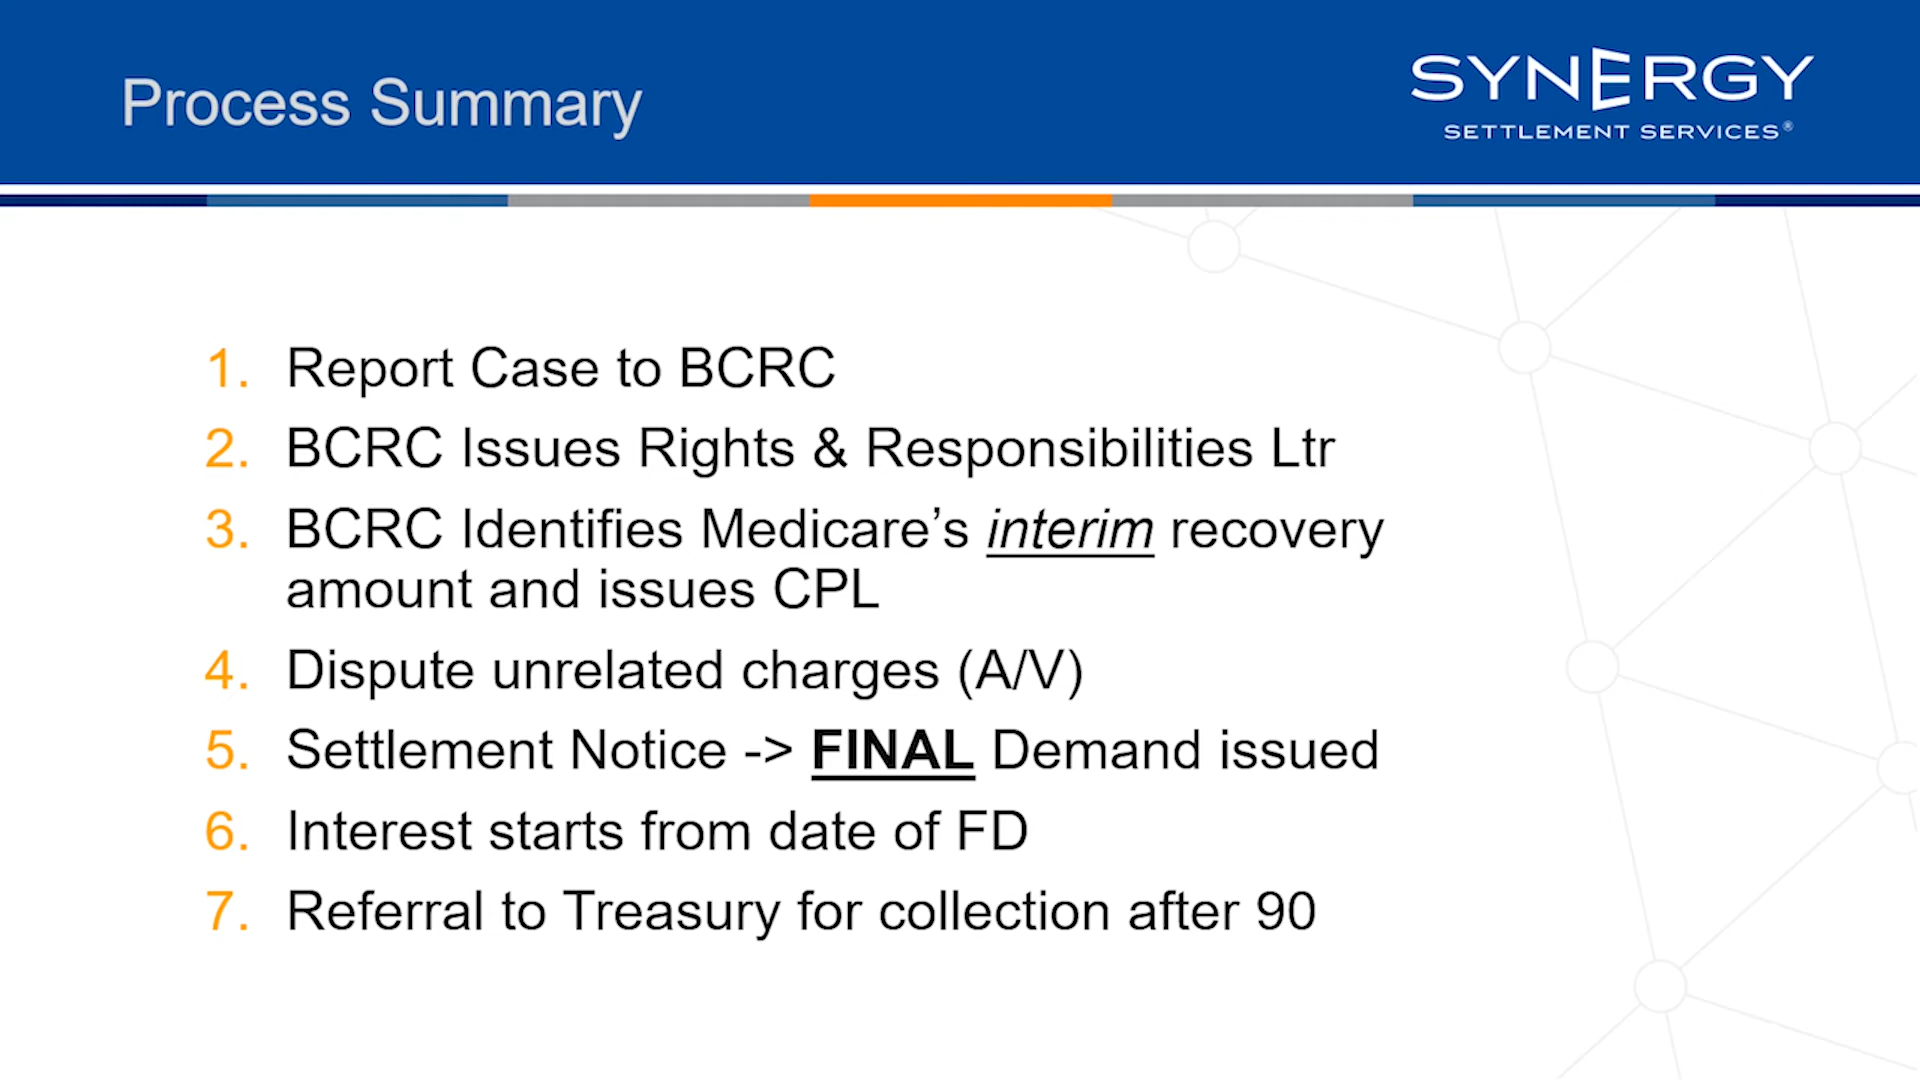 Process Summary
SYNERGY
SETTLEMENT SERVICES®
1. Report Case to BCRC
2. BCRC Issues Rights & Responsibilities Ltr
3. BCRC Identifies Medicare’s interim recovery
amount and issues CPL
4. Dispute unrelated charges (A/V)
5. Settlement Notice -> FINAL Demand issued
6. Interest starts from date of FD
7. Referral to Treasury for collection after 90